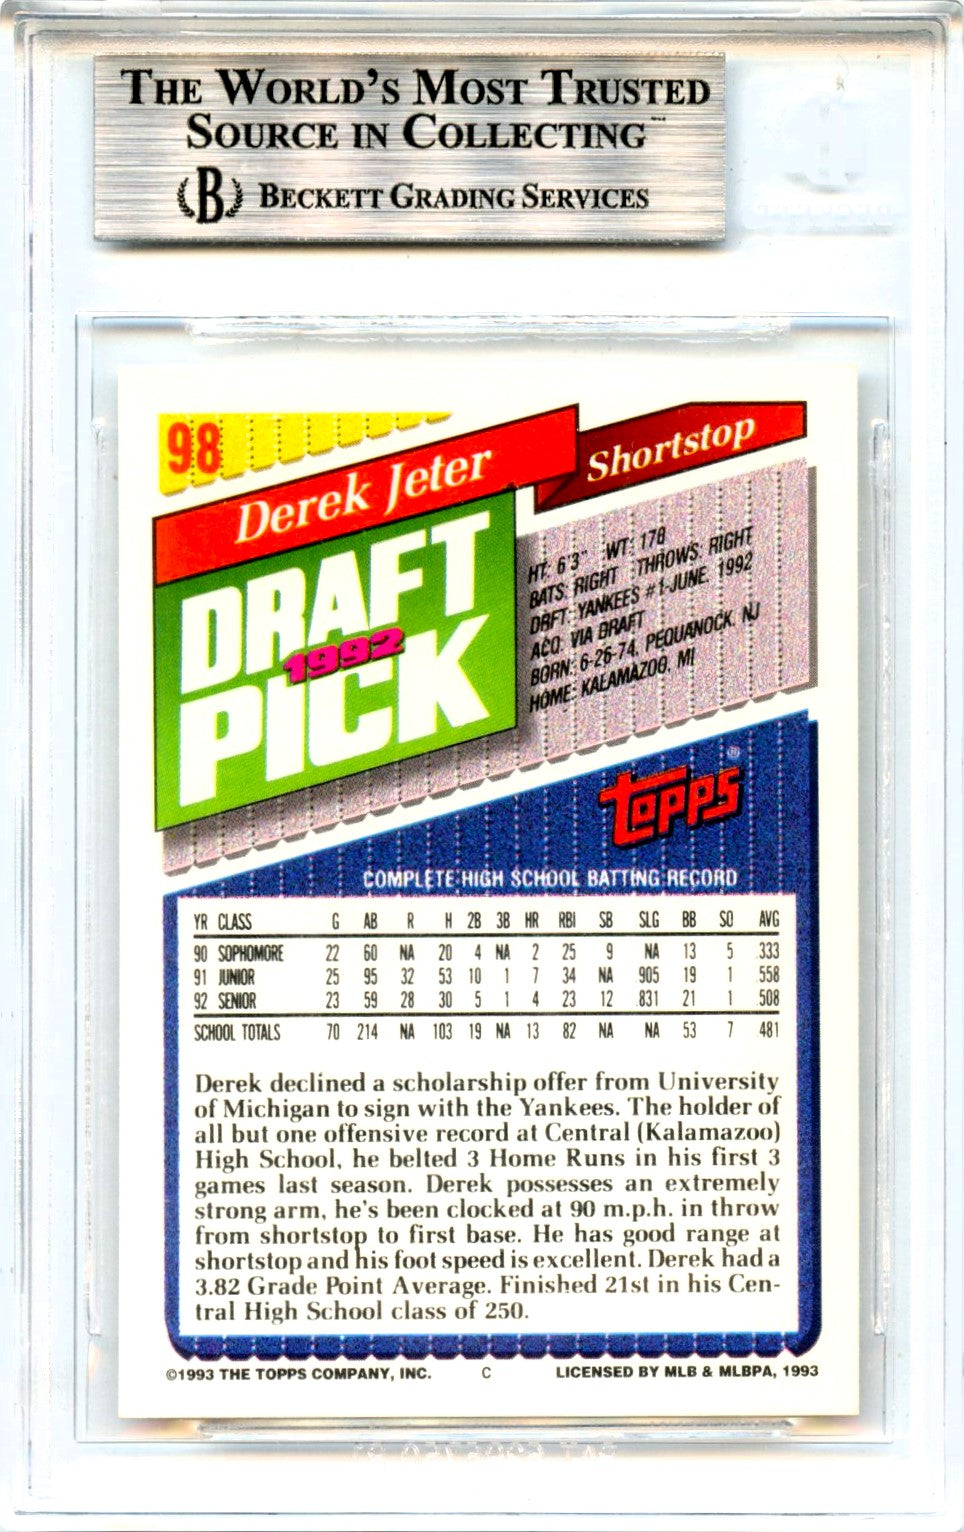 THE WORLD'S MOST TRUSTED
SOURCE IN COLLECTING™
B BECKETT GRADING SERVICES
98
Derek Jeter
Shortstop
DRAFT
1992
PICK
HT: 6'3" WT: 178
BATS: RIGHT THROWS: RIGHT
DRFT: YANKEES #1-JUNE, 1992
ACQ: VIA DRAFT
BORN: 6-26-74, PEQUANOCK, NJ
HOME: KALAMAZOO, MI
topps®
COMPLETE HIGH SCHOOL BATTING RECORD
YR CLASS G AB R H 2B 3B HR RBI SB SLG BB SO AVG
90 SOPHOMORE 22 60 NA 20 4 NA 2 25 9 NA 13 5 .333
91 JUNIOR 25 95 32 53 10 1 7 34 NA .905 19 1 .558
92 SENIOR 23 59 28 30 5 1 4 23 12 .831 21 1 .508
SCHOOL TOTALS 70 214 NA 103 19 NA 13 82 NA NA 53 7 .481
Derek declined a scholarship offer from University
of Michigan to sign with the Yankees. The holder of
all but one offensive record at Central (Kalamazoo)
High School, he belted 3 Home Runs in his first 3
games last season. Derek possesses an extremely
strong arm, he's been clocked at 90 m.p.h. in throw
from shortstop to first base. He has good range at
shortstop and his foot speed is excellent. Derek had a
3.82 Grade Point Average. Finished 21st in his Cen-
tral High School class of 250.
©1993 THE TOPPS COMPANY, INC. C LICENSED BY MLB & MLBPA, 1993